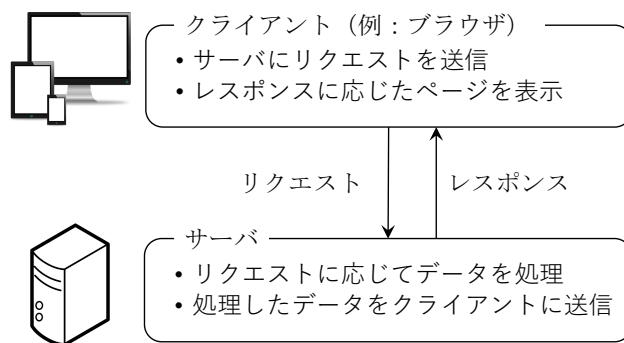 クライアント（例：ブラウザ）
• サーバにリクエストを送信
• レスポンスに応じたページを表示
リクエスト
レスポンス
サーバ
• リクエストに応じてデータを処理
• 処理したデータをクライアントに送信